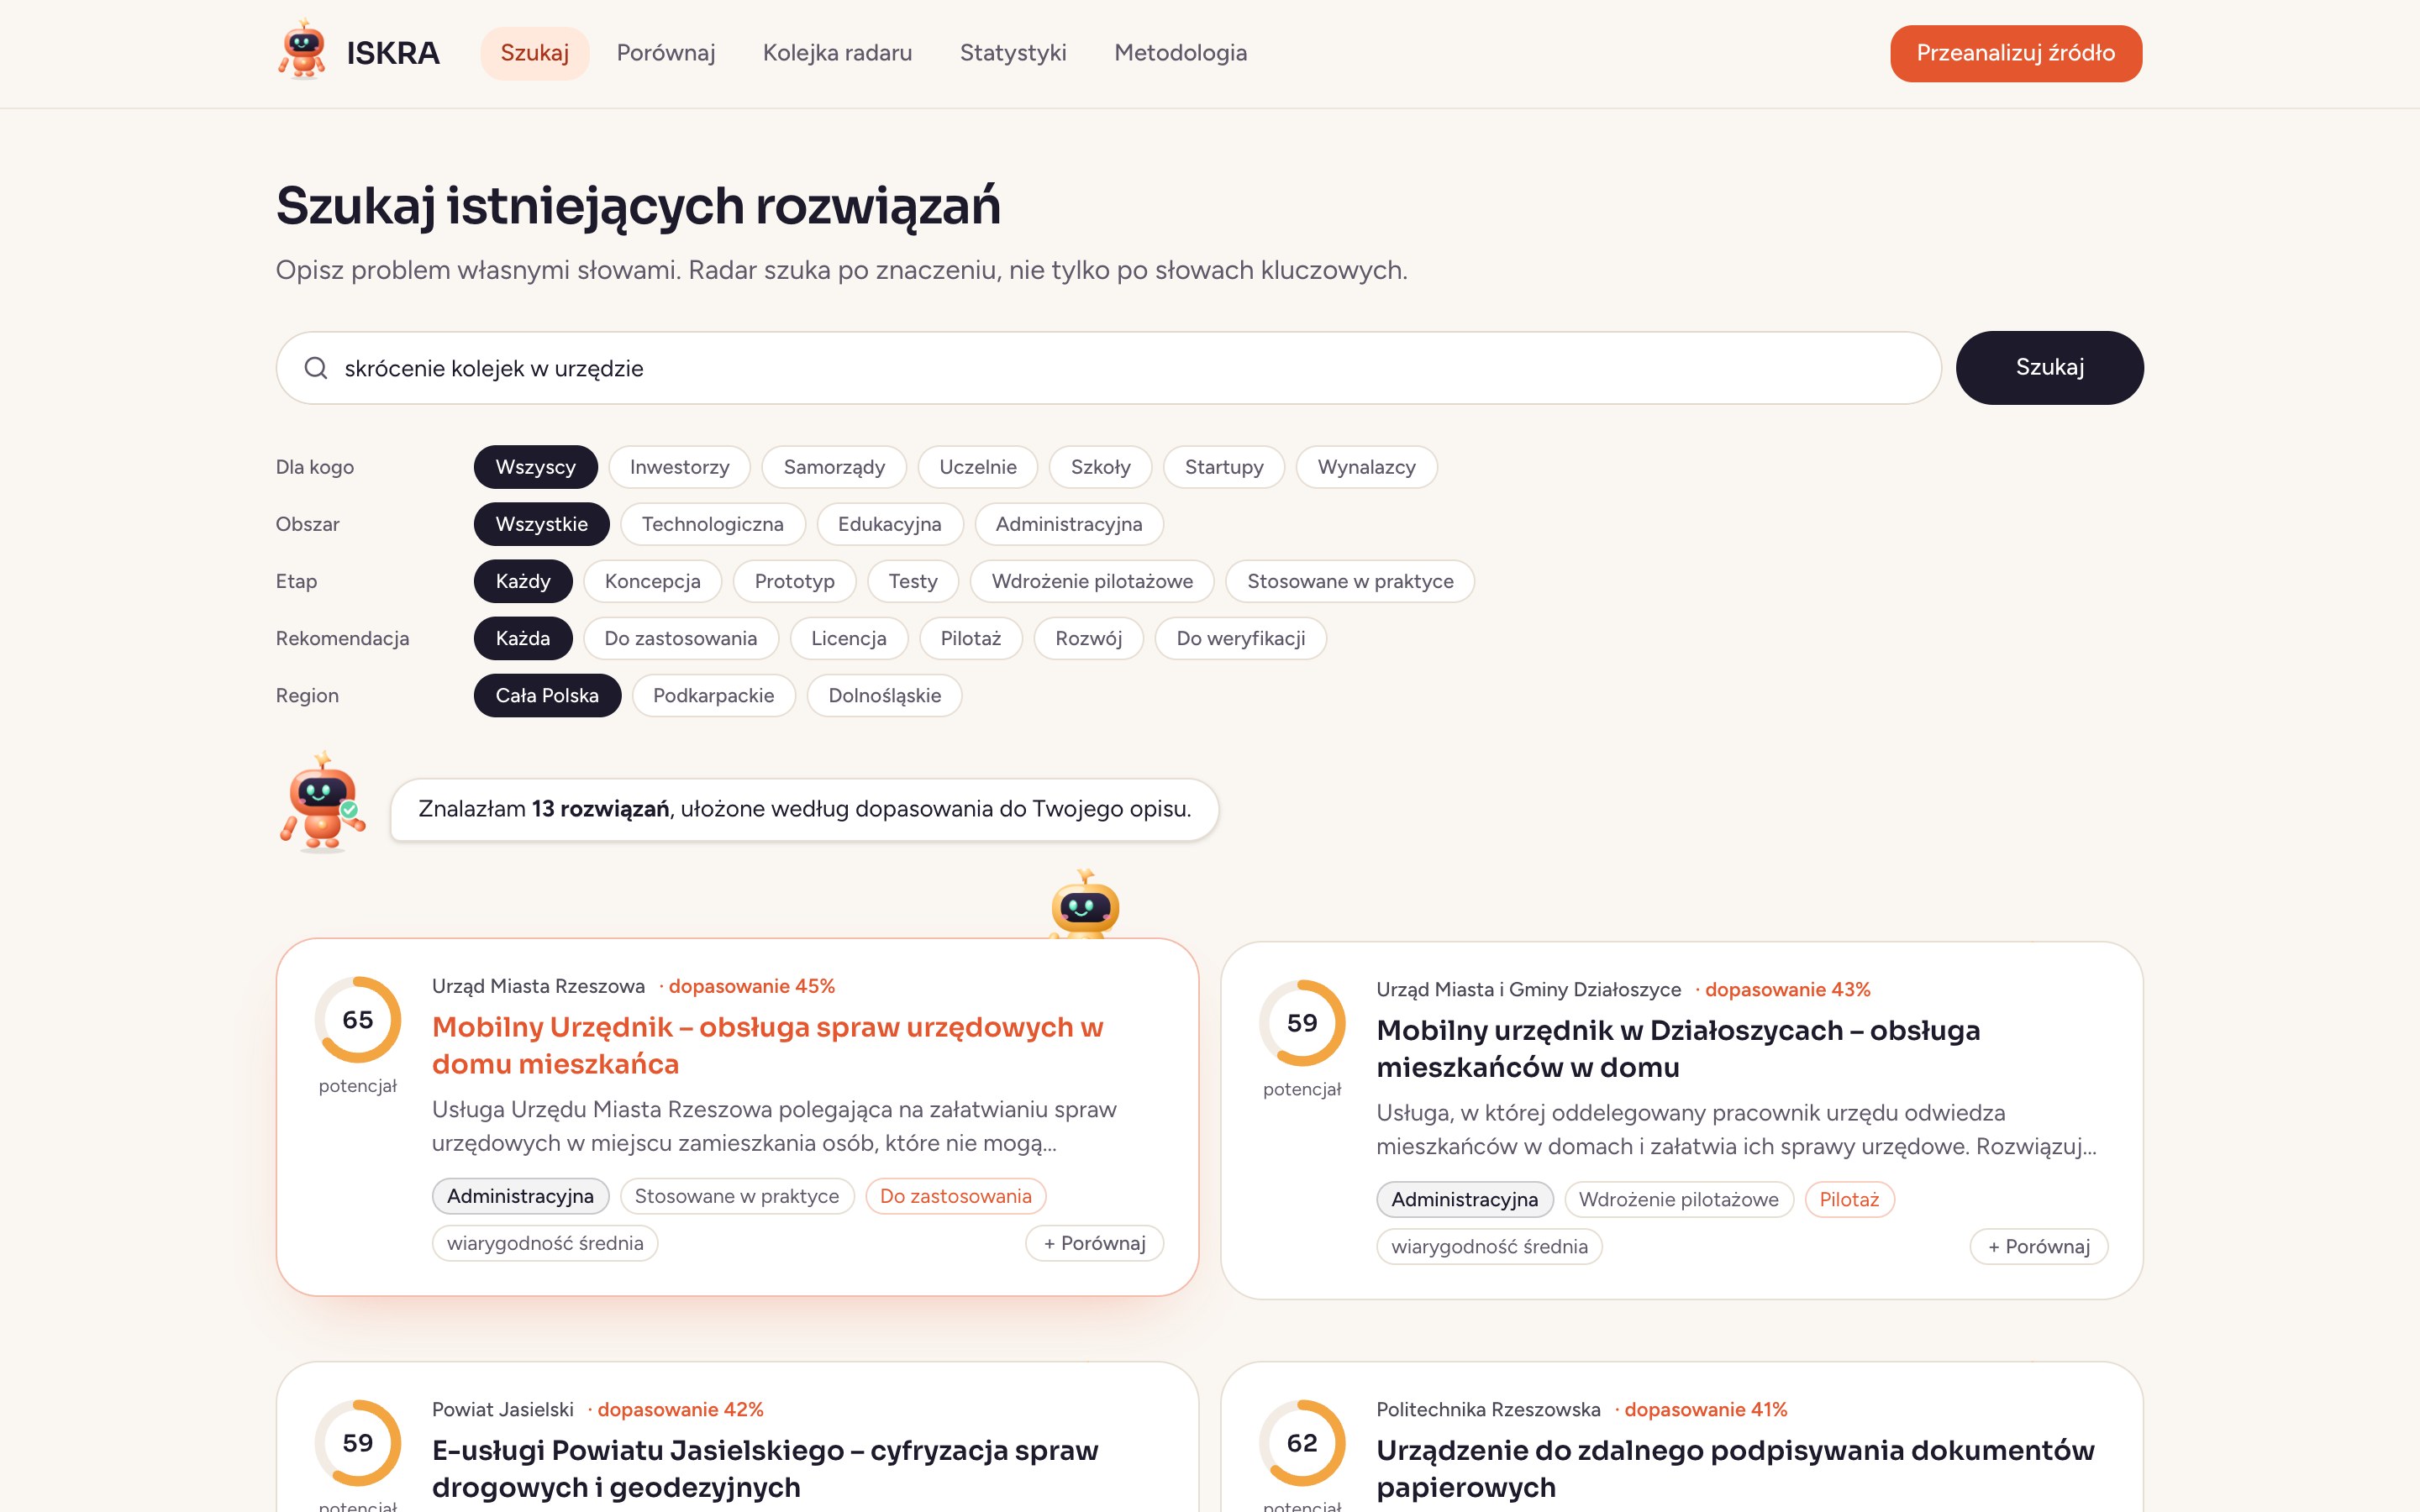 ISKRA
Szukaj
Porównaj
Kolejka radaru
Statystyki
Metodologia
Przeanalizuj źródło
Szukaj istniejących rozwiązań
Opisz problem własnymi słowami. Radar szuka po znaczeniu, nie tylko po słowach kluczowych.
skrócenie kolejek w urzędzie
Szukaj
Dla kogo
Wszyscy
Inwestorzy
Samorządy
Uczelnie
Szkoły
Startupy
Wynalazcy
Obszar
Wszystkie
Technologiczna
Edukacyjna
Administracyjna
Etap
Każdy
Koncepcja
Prototyp
Testy
Wdrożenie pilotażowe
Stosowane w praktyce
Rekomendacja
Każda
Do zastosowania
Licencja
Pilotaż
Rozwój
Do weryfikacji
Region
Cała Polska
Podkarpackie
Dolnośląskie
Znalazłam 13 rozwiązań, ułożone według dopasowania do Twojego opisu.
65
potencjał
Urząd Miasta Rzeszowa · dopasowanie 45%
Mobilny Urzędnik – obsługa spraw urzędowych w
domu mieszkańca
Usługa Urzędu Miasta Rzeszowa polegająca na załatwianiu spraw
urzędowych w miejscu zamieszkania osób, które nie mogą...
Administracyjna
Stosowane w praktyce
Do zastosowania
wiarygodność średnia
+ Porównaj
59
potencjał
Urząd Miasta i Gminy Działoszyce · dopasowanie 43%
Mobilny urzędnik w Działoszycach – obsługa
mieszkańców w domu
Usługa, w której oddelegowany pracownik urzędu odwiedza
mieszkańców w domach i załatwia ich sprawy urzędowe. Rozwiązuj...
Administracyjna
Wdrożenie pilotażowe
Pilotaż
wiarygodność średnia
+ Porównaj
59
potencjał
Powiat Jasielski · dopasowanie 42%
E-usługi Powiatu Jasielskiego – cyfryzacja spraw
drogowych i geodezyjnych
62
potencjał
Politechnika Rzeszowska · dopasowanie 41%
Urządzenie do zdalnego podpisywania dokumentów
papierowych